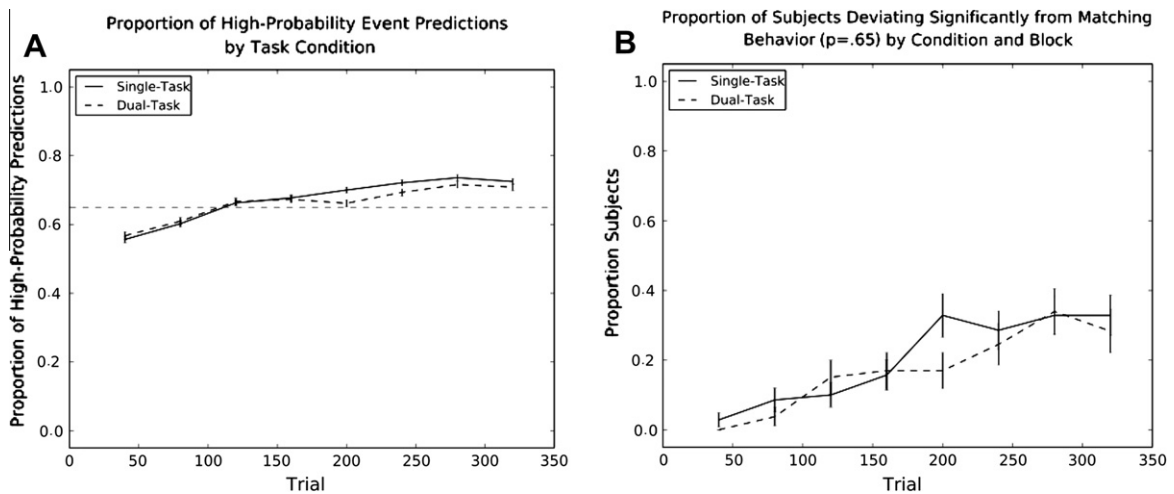 A
Proportion of High-Probability Event Predictions
by Task Condition
Proportion of High-Probability Predictions
1.0
0.8
0.6
0.4
0.2
0.0
Single-Task
Dual-Task
0 50 100 150 200 250 300 350
Trial
B
Proportion of Subjects Deviating Significantly from Matching
Behavior (p=.65) by Condition and Block
Proportion Subjects
1.0
0.8
0.6
0.4
0.2
0.0
Single-Task
Dual-Task
0 50 100 150 200 250 300 350
Trial